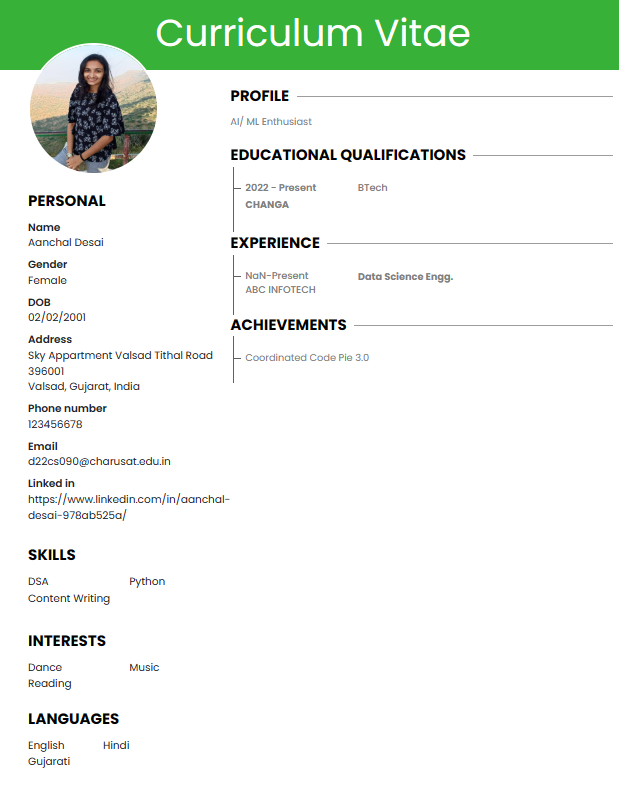 Curriculum Vitae
PERSONAL
Name
Aanchal Desai
Gender
Female
DOB
02/02/2001
Address
Sky Appartment Valsad Tithal Road
396001
Valsad, Gujarat, India
Phone number
123456678
Email
d22cs090@charusat.edu.in
Linked in
https://www.linkedin.com/in/aanchal-
desai-978ab525a/
SKILLS
DSA Python
Content Writing
INTERESTS
Dance Music
Reading
LANGUAGES
English Hindi
Gujarati
PROFILE
AI/ ML Enthusiast
EDUCATIONAL QUALIFICATIONS
2022 - Present BTech
CHANGA
EXPERIENCE
NaN-Present Data Science Engg.
ABC INFOTECH
ACHIEVEMENTS
Coordinated Code Pie 3.0